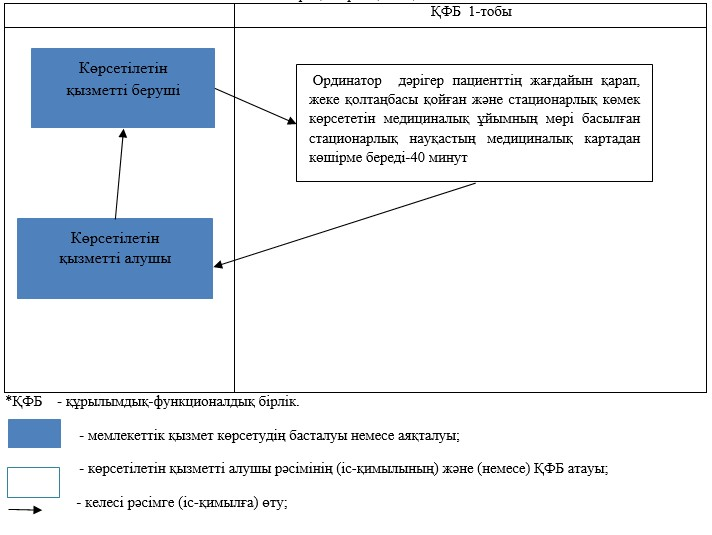 ҚФБ 1-тобы
Көрсетілетін
қызметті беруші
Ординатор дәрігер пациенттің жағдайын қарап,
жеке қолтаңбасы қойған және стационарлық көмек
көрсететін медициналық ұйымның мөрі басылған
стационарлық науқастың медициналық картадан
көшірме береді-40 минут
Көрсетілетін
қызметті алушы
*ҚФБ - құрылымдық-функционалдық бірлік.
- мемлекеттік қызмет көрсетудің басталуы немесе аяқталуы;
- көрсетілетін қызметті алушы рәсімінің (іс-қимылының) және (немесе) ҚФБ атауы;
- келесі рәсімге (іс-қимылға) өту;